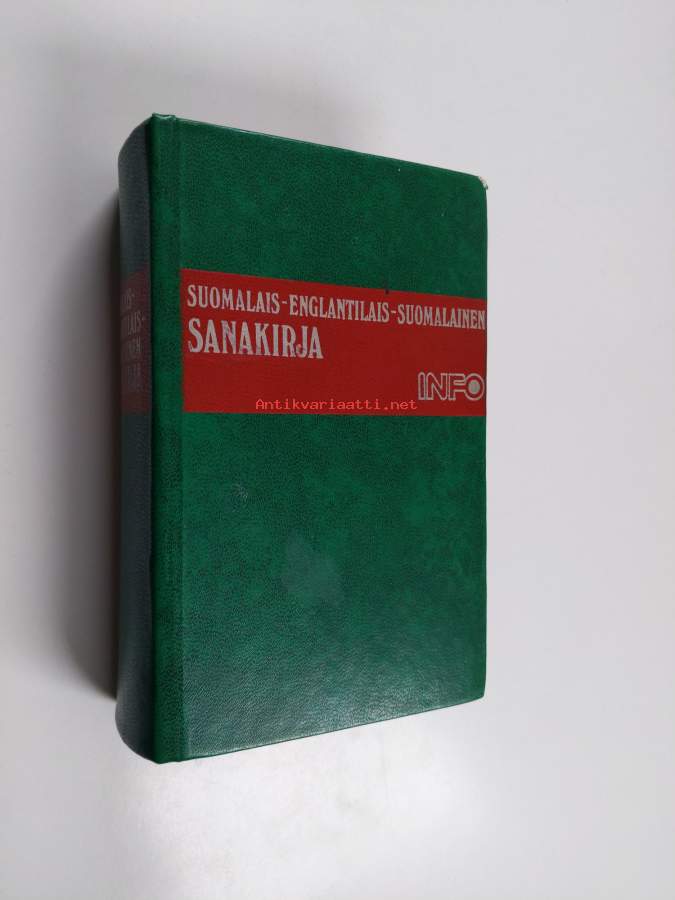 SUOMALAIS-ENGLANTILAIS-SUOMALAINEN
SANAKIRJA
INFO
Antikvariaatti.net